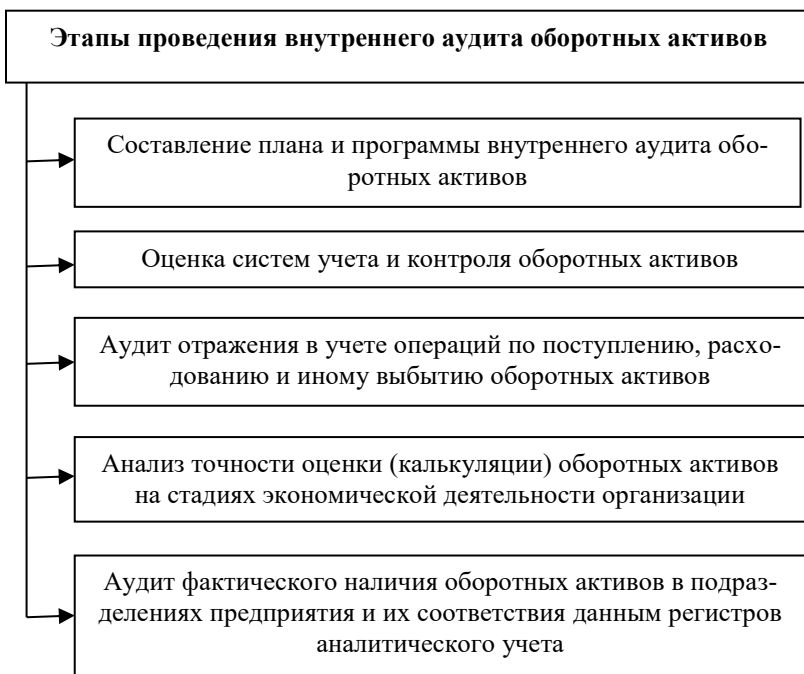 Этапы проведения внутреннего аудита оборотных активов
Составление плана и программы внутреннего аудита обо-
ротных активов
Оценка систем учета и контроля оборотных активов
Аудит отражения в учете операций по поступлению, расхо-
дованию и иному выбытию оборотных активов
Анализ точности оценки (калькуляции) оборотных активов
на стадиях экономической деятельности организации
Аудит фактического наличия оборотных активов в подраз-
делениях предприятия и их соответствия данным регистров
аналитического учета